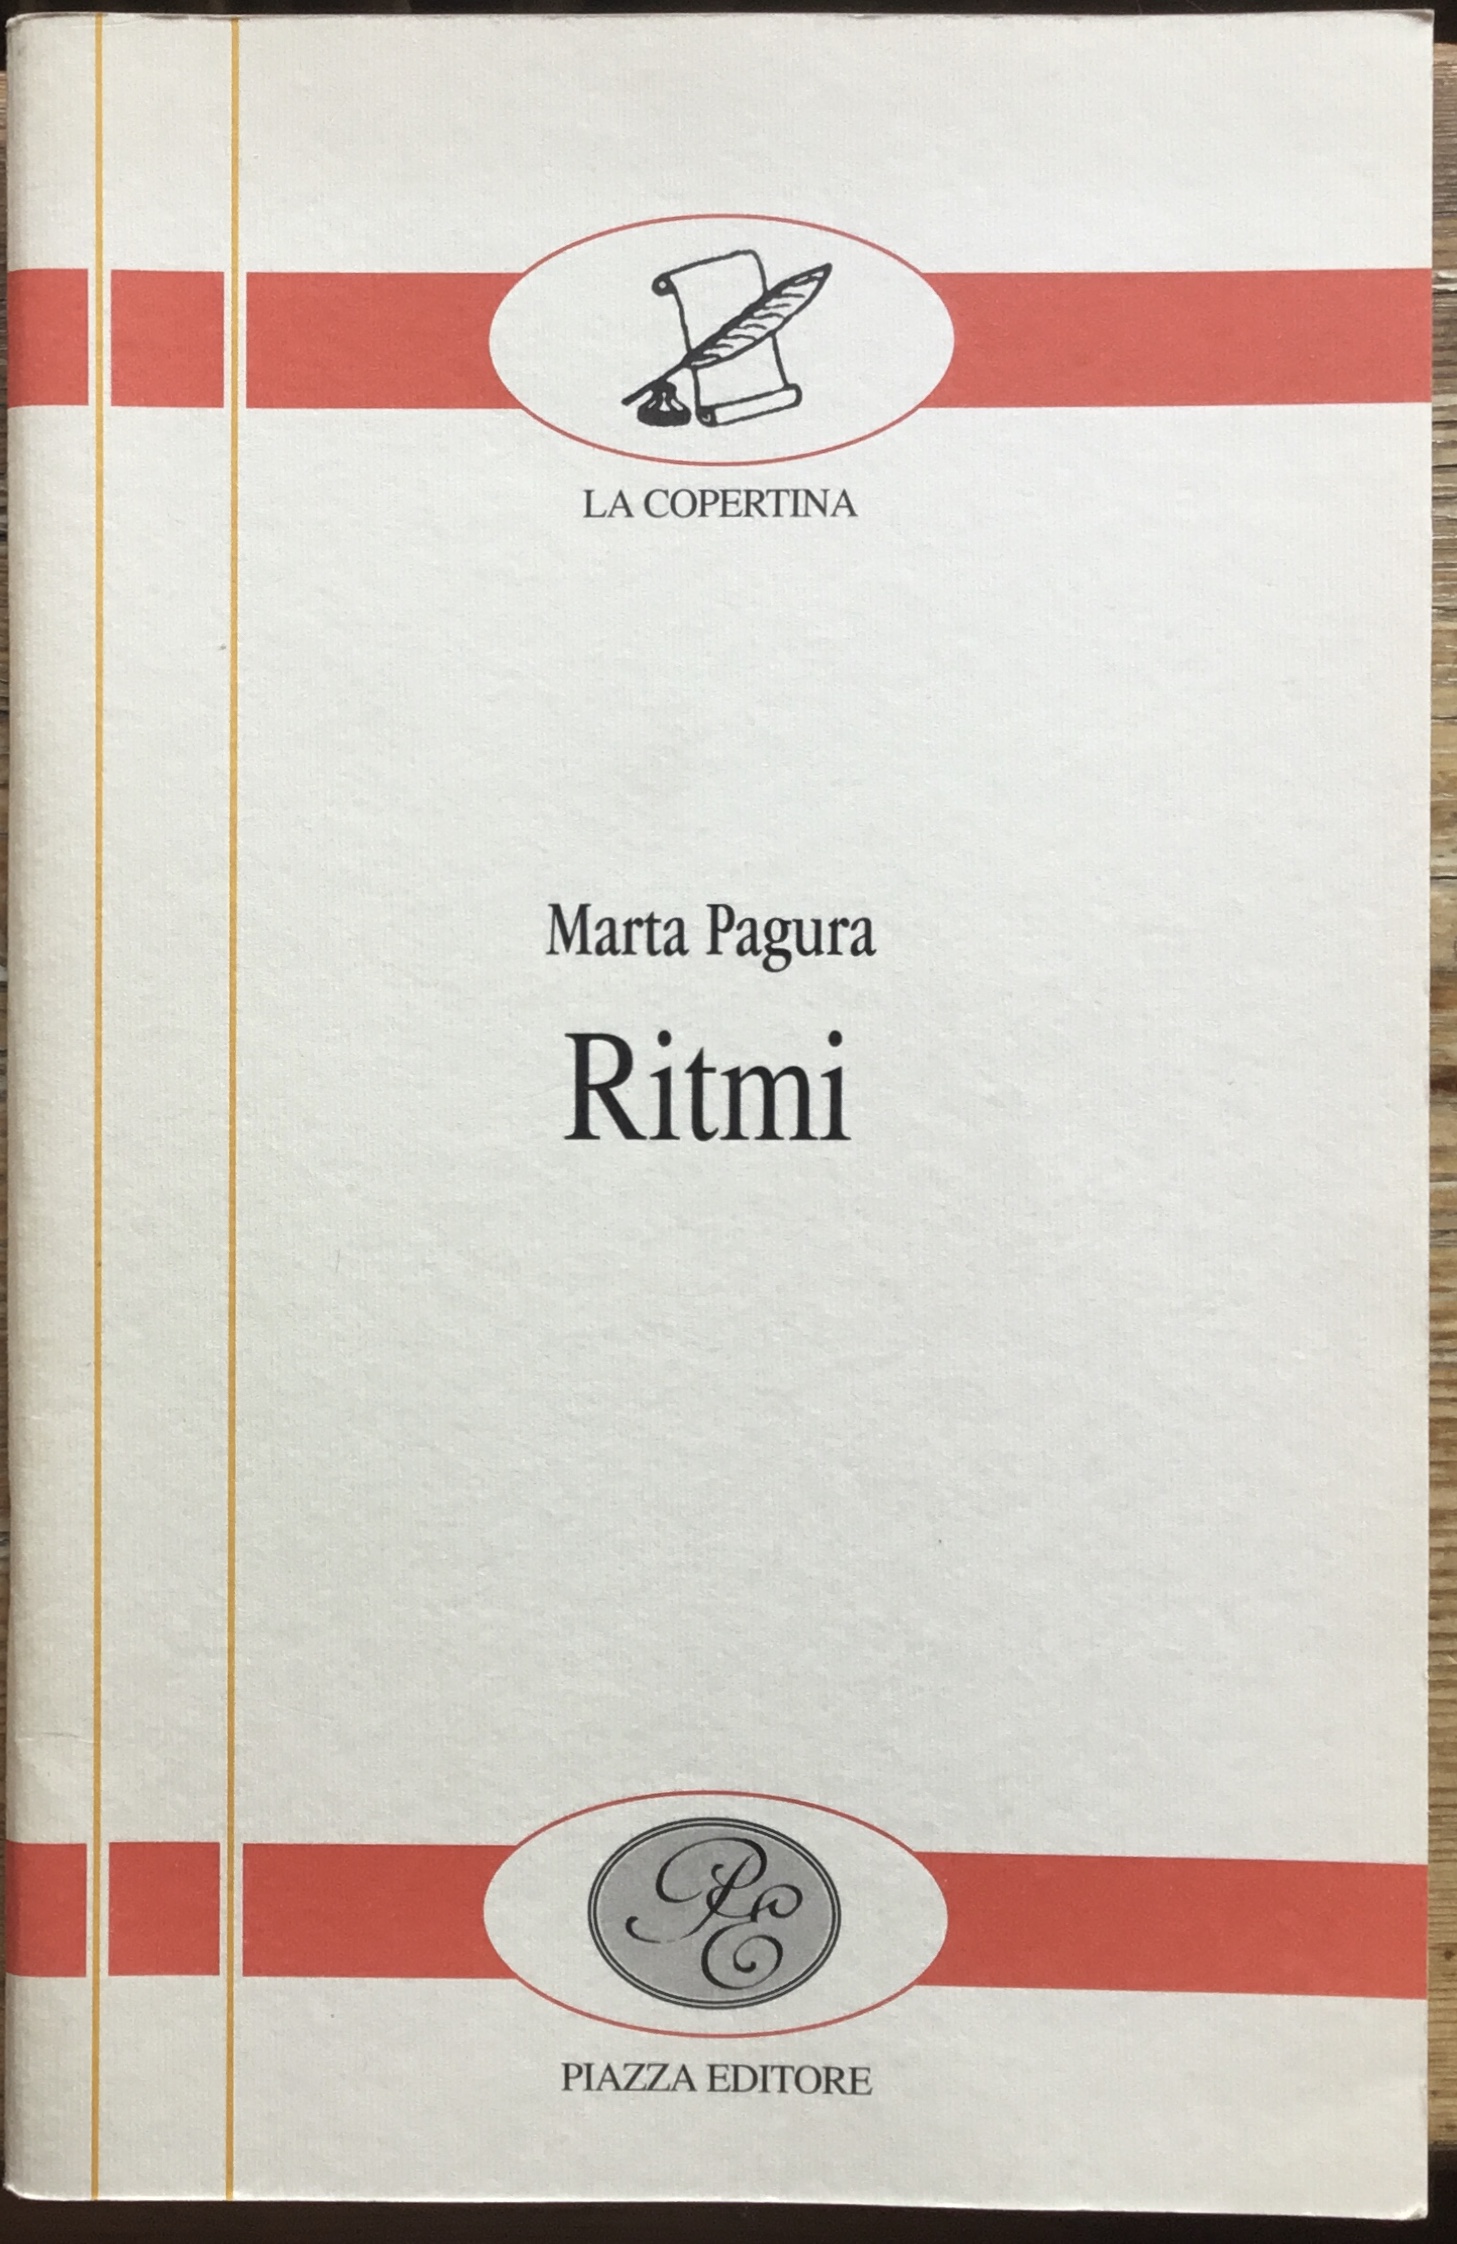 LA COPERTINA
Marta Pagura
Ritmi
PE
PIAZZA EDITORE